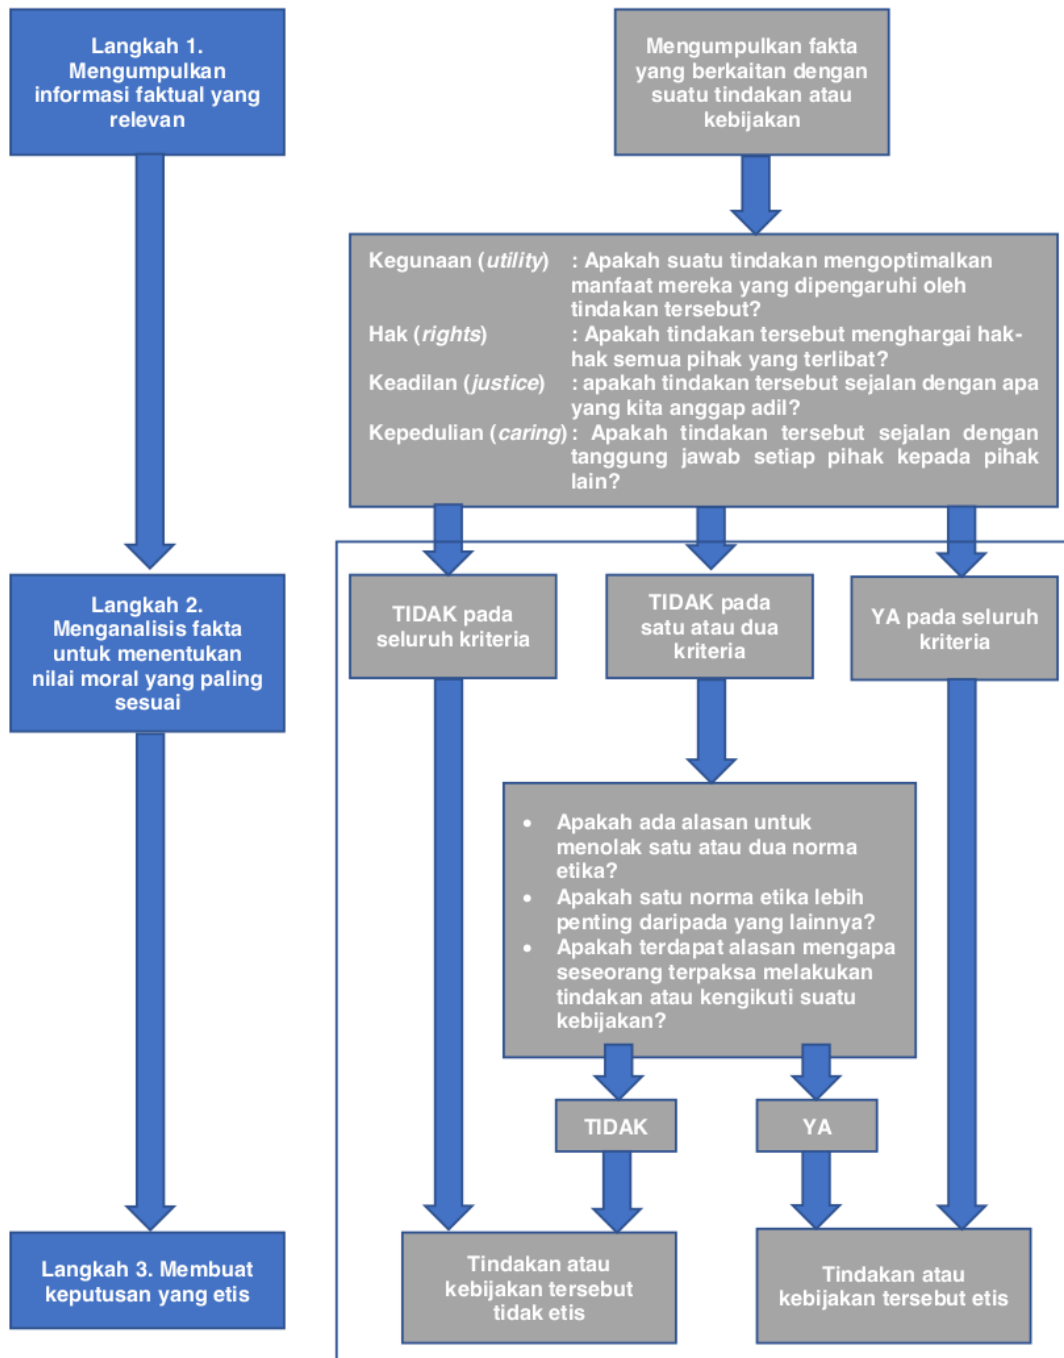 Langkah 1.
Mengumpulkan
informasi faktual yang
relevan
Mengumpulkan fakta
yang berkaitan dengan
suatu tindakan atau
kebijakan
Kegunaan (utility) : Apakah suatu tindakan mengoptimalkan
manfaat mereka yang dipengaruhi oleh
tindakan tersebut?
Hak (rights) : Apakah tindakan tersebut menghargai hak-
hak semua pihak yang terlibat?
Keadilan (justice) : apakah tindakan tersebut sejalan dengan apa
yang kita anggap adil?
Kepedulian (caring) : Apakah tindakan tersebut sejalan dengan
tanggung jawab setiap pihak kepada pihak
lain?
Langkah 2.
Menganalisis fakta
untuk menentukan
nilai moral yang paling
sesuai
TIDAK pada
seluruh kriteria
TIDAK pada
satu atau dua
kriteria
YA pada seluruh
kriteria
• Apakah ada alasan untuk
menolak satu atau dua norma
etika?
• Apakah satu norma etika lebih
penting daripada yang lainnya?
• Apakah terdapat alasan mengapa
seseorang terpaksa melakukan
tindakan atau kengikuti suatu
kebijakan?
TIDAK
YA
Langkah 3. Membuat
keputusan yang etis
Tindakan atau
kebijakan tersebut
tidak etis
Tindakan atau
kebijakan tersebut etis